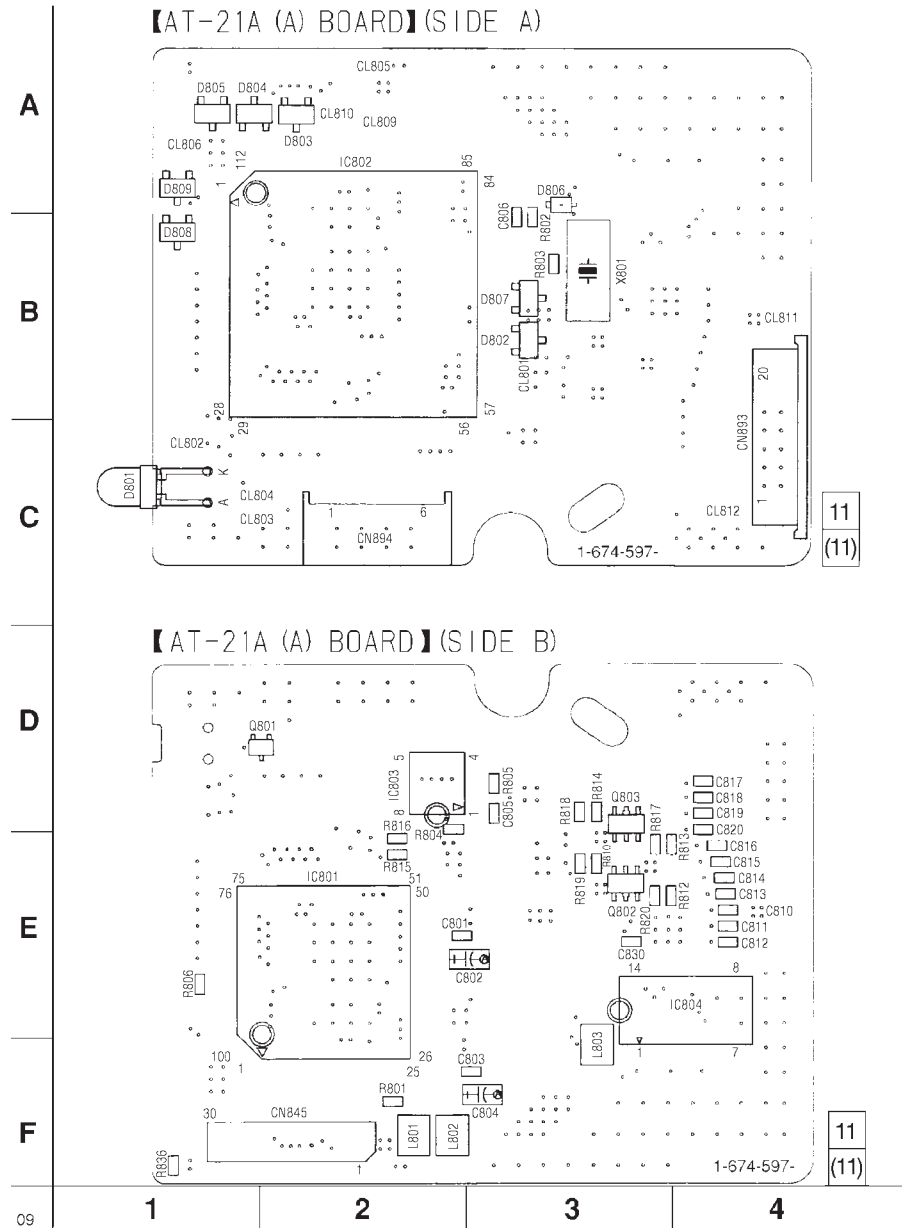 【AT-21A (A) BOARD】(SIDE A)
A
CL805
D805 D804
CL810
CL809
D803
CL806
112
1
IC802
85
84
D809
D806
C806
R802
D808
R803
X801
B
D807
D802
CL801
CL811
20
CN893
28
29
57
56
CL802
D801
K
A
CL804
CL803
C
1 6
CN894
1
CL812
11
(11)
1-674-597-
【AT-21A (A) BOARD】(SIDE B)
D
Q801
5 4
IC803
8 1
R805
C805
R804
R816
R815
R818
R814
Q803
R817
R813
C817
C818
C819
C820
C816
C815
C814
C813
C810
C811
C812
R819
R810
Q802
R820
R812
C830
E
75
76
IC801
51
50
C801
C802
R806
14 8
IC804
1 7
L803
100
1
26
25
C803
C804
R801
30
CN845
1
L801
L802
F
R836
1-674-597-
11
(11)
09
1 2 3 4